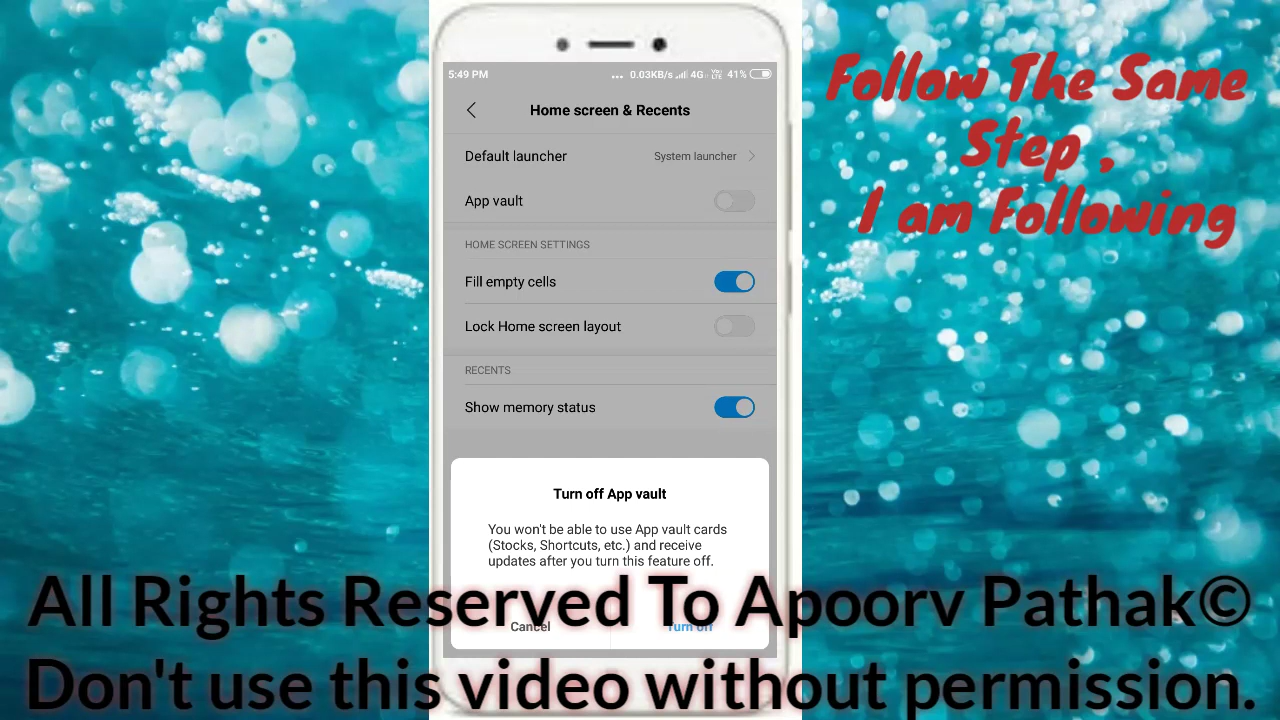 5:49 PM
... 0.03KB/s 4G VoLTE 41%
Home screen & Recents
Default launcher
System launcher
App vault
HOME SCREEN SETTINGS
Fill empty cells
Lock Home screen layout
RECENTS
Show memory status
Turn off App vault
You won't be able to use App vault cards
(Stocks, Shortcuts, etc.) and receive
updates after you turn this feature off.
Cancel
Turn off
Follow The Same
Step ,
I am Following
All Rights Reserved To Apoorv Pathak©
Don't use this video without permission.